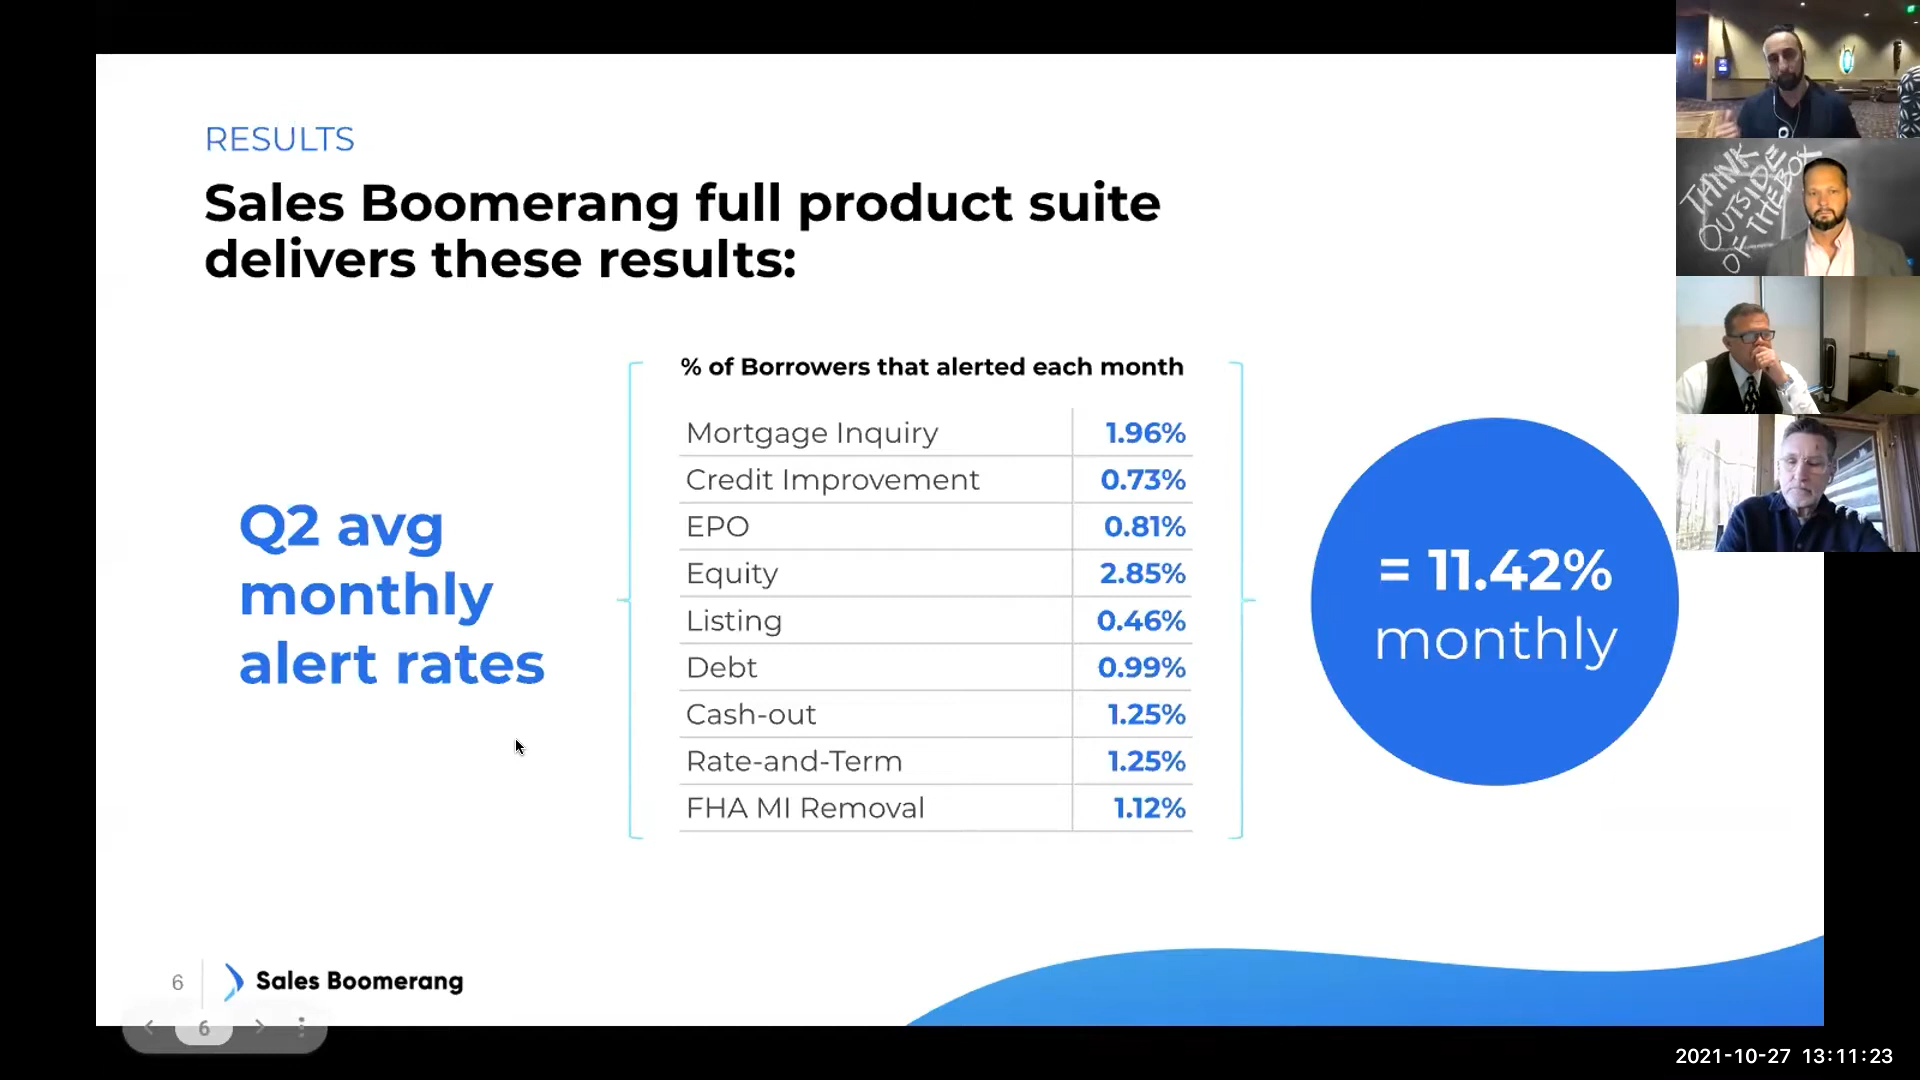 RESULTS
Sales Boomerang full product suite
delivers these results:
Q2 avg
monthly
alert rates
% of Borrowers that alerted each month
Mortgage Inquiry 1.96%
Credit Improvement 0.73%
EPO 0.81%
Equity 2.85%
Listing 0.46%
Debt 0.99%
Cash-out 1.25%
Rate-and-Term 1.25%
FHA MI Removal 1.12%
= 11.42%
monthly
THINK
OUTSIDE
OF THE BOX
6
Sales Boomerang
6
2021-10-27 13:11:23